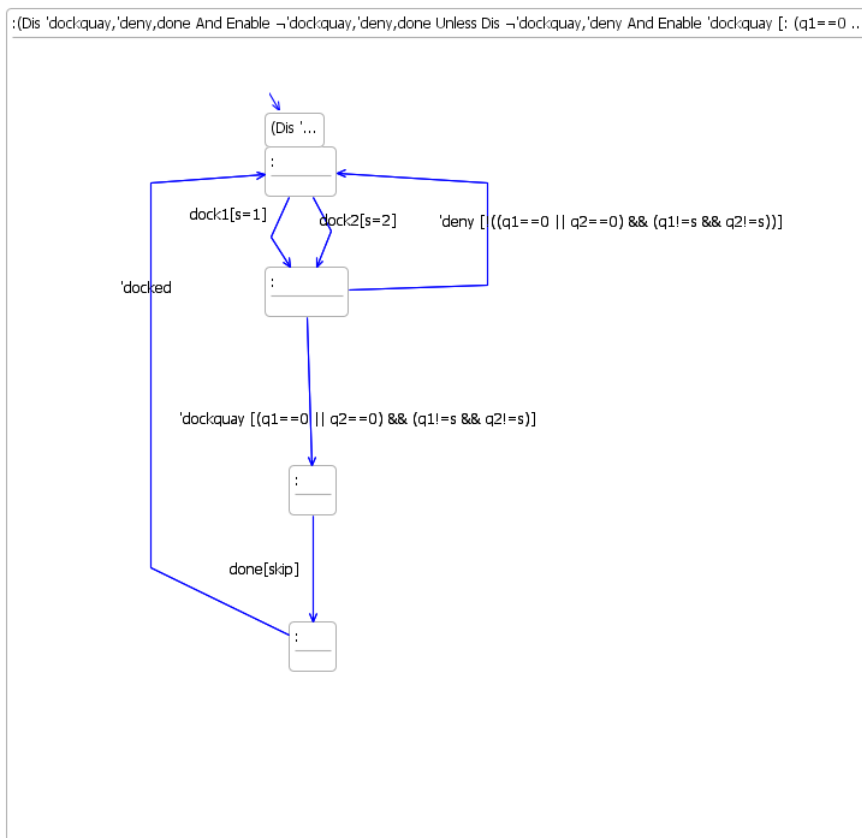 :(Dis 'dockquay,'deny,done And Enable ¬'dockquay,'deny,done Unless Dis ¬'dockquay,'deny And Enable 'dockquay [: (q1==0 ...
(Dis '...
:
dock1[s=1]
dock2[s=2]
'deny [ ((q1==0 || q2==0) && (q1!=s && q2!=s))]
:
'docked
'dockquay [(q1==0 || q2==0) && (q1!=s && q2!=s)]
:
done[skip]
: